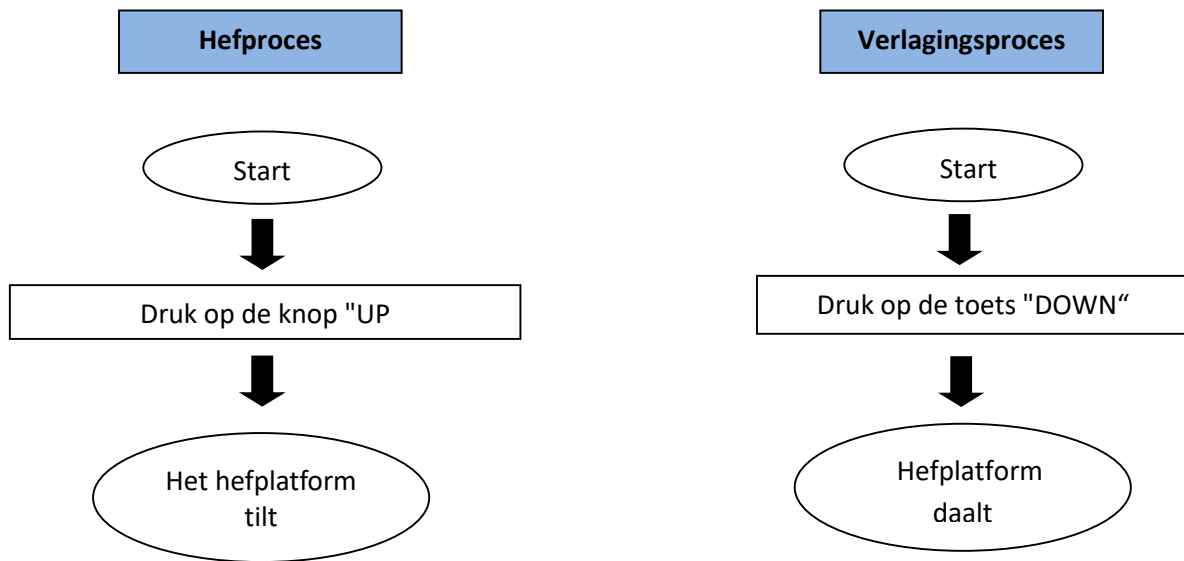 Hefproces
Start
Druk op de knop "UP
Het hefplatform
tilt
Verlagingsproces
Start
Druk op de toets "DOWN“
Hefplatform
daalt